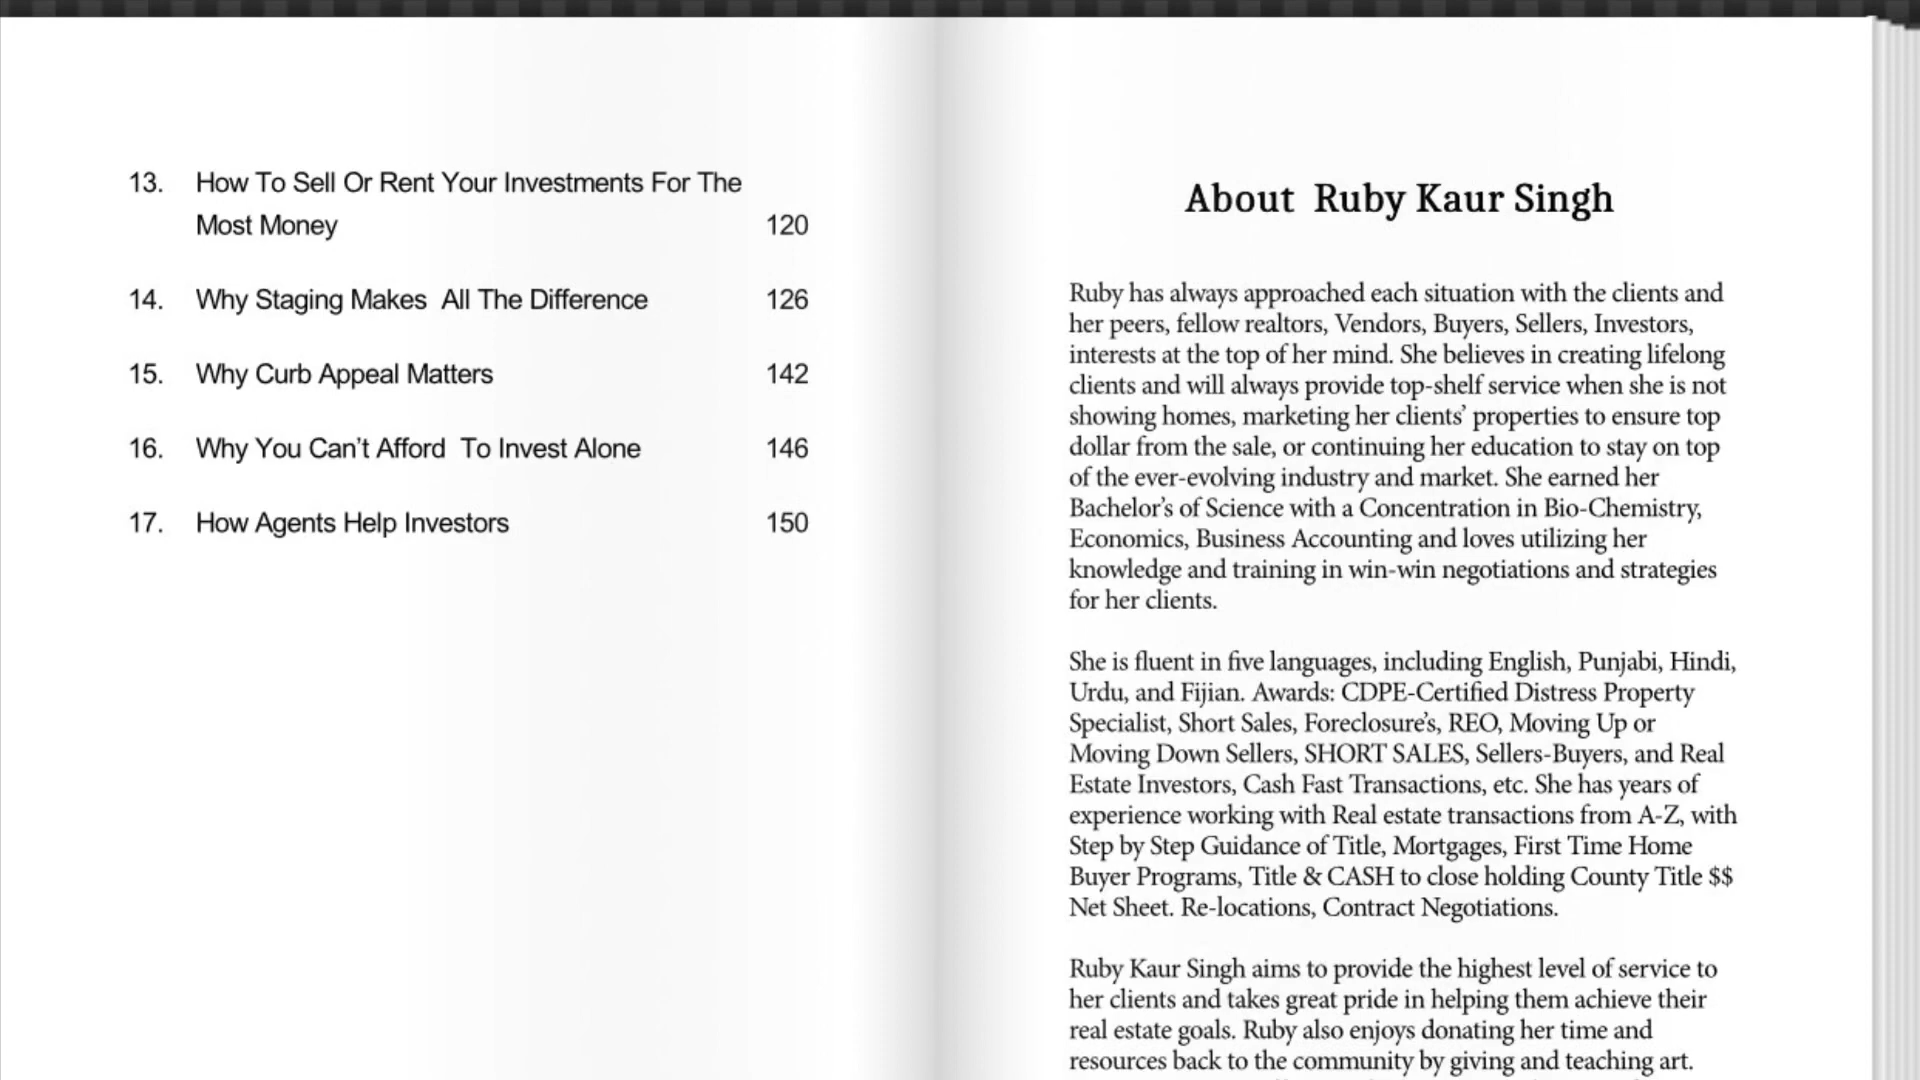 13. How To Sell Or Rent Your Investments For The
Most Money 120
14. Why Staging Makes  All The Difference 126
15. Why Curb Appeal Matters 142
16. Why You Can’t Afford  To Invest Alone 146
17. How Agents Help Investors 150
About  Ruby Kaur Singh
Ruby has always approached each situation with the clients and
her peers, fellow realtors, Vendors, Buyers, Sellers, Investors,
interests at the top of her mind. She believes in creating lifelong
clients and will always provide top-shelf service when she is not
showing homes, marketing her clients’ properties to ensure top
dollar from the sale, or continuing her education to stay on top
of the ever-evolving industry and market. She earned her
Bachelor’s of Science with a Concentration in Bio-Chemistry,
Economics, Business Accounting and loves utilizing her
knowledge and training in win-win negotiations and strategies
for her clients.
She is fluent in five languages, including English, Punjabi, Hindi,
Urdu, and Fijian. Awards: CDPE-Certified Distress Property
Specialist, Short Sales, Foreclosure’s, REO, Moving Up or
Moving Down Sellers, SHORT SALES, Sellers-Buyers, and Real
Estate Investors, Cash Fast Transactions, etc. She has years of
experience working with Real estate transactions from A-Z, with
Step by Step Guidance of Title, Mortgages, First Time Home
Buyer Programs, Title & CASH to close holding County Title $$
Net Sheet. Re-locations, Contract Negotiations.
Ruby Kaur Singh aims to provide the highest level of service to
her clients and takes great pride in helping them achieve their
real estate goals. Ruby also enjoys donating her time and
resources back to the community by giving and teaching art.